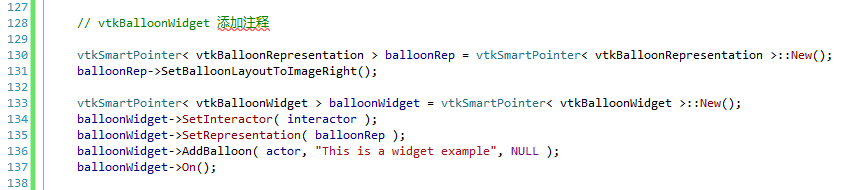 127
128 // vtkBalloonWidget 添加注释
129
130 vtkSmartPointer< vtkBalloonRepresentation > balloonRep = vtkSmartPointer< vtkBalloonRepresentation >::New();
131 balloonRep->SetBalloonLayoutToImageRight();
132
133 vtkSmartPointer< vtkBalloonWidget > balloonWidget = vtkSmartPointer< vtkBalloonWidget >::New();
134 balloonWidget->SetInteractor( interactor );
135 balloonWidget->SetRepresentation( balloonRep );
136 balloonWidget->AddBalloon( actor, "This is a widget example", NULL );
137 balloonWidget->On();
138